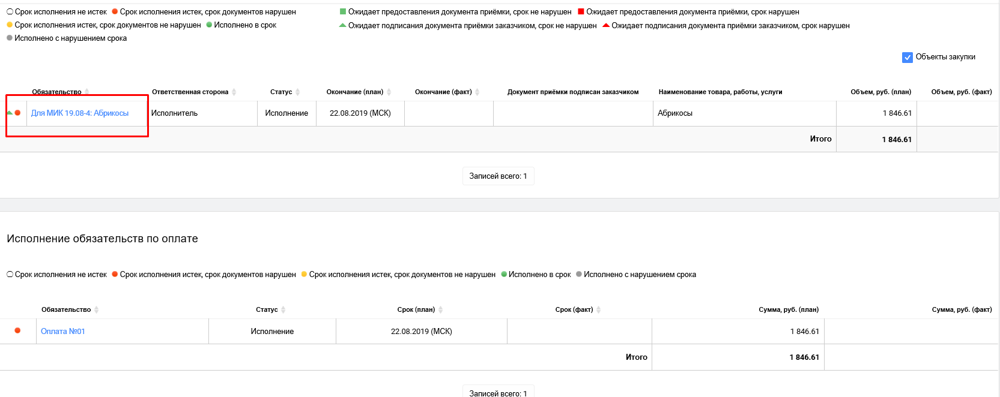 Срок исполнения не истек Срок исполнения истек, срок документов нарушен Ожидает предоставления документа приёмки, срок не нарушен Ожидает предоставления документа приёмки, срок нарушен
Срок исполнения истек, срок документов не нарушен Исполнено в срок Ожидает подписания документа приёмки заказчиком, срок не нарушен Ожидает подписания документа приёмки заказчиком, срок нарушен
Исполнено с нарушением срока
Объекты закупки
Обязательство Ответственная сторона Статус Окончание (план) Окончание (факт) Документ приёмки подписан заказчиком Наименование товара, работы, услуги Объем, руб. (план) Объем, руб. (факт)
Для МИК 19.08-4: Абрикосы Исполнитель Исполнение 22.08.2019 (МСК) Абрикосы 1 846.61
Итого 1 846.61
Записей всего: 1
Исполнение обязательств по оплате
Срок исполнения не истек Срок исполнения истек, срок документов нарушен Срок исполнения истек, срок документов не нарушен Исполнено в срок Исполнено с нарушением срока
Обязательство Статус Срок (план) Срок (факт) Сумма, руб. (план) Сумма, руб. (факт)
Оплата №01 Исполнение 22.08.2019 (МСК) 1 846.61
Итого 1 846.61
Записей всего: 1